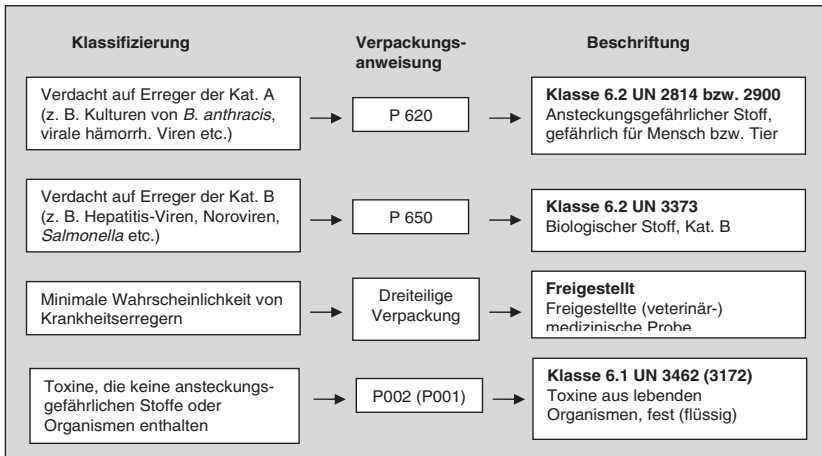 Klassifizierung
Verpackungs-
anweisung
Beschriftung
Verdacht auf Erreger der Kat. A
(z. B. Kulturen von B. anthracis,
virale hämorrh. Viren etc.)
P 620
Klasse 6.2 UN 2814 bzw. 2900
Ansteckungsgefährlicher Stoff,
gefährlich für Mensch bzw. Tier
Verdacht auf Erreger der Kat. B
(z. B. Hepatitis-Viren, Noroviren,
Salmonella etc.)
P 650
Klasse 6.2 UN 3373
Biologischer Stoff, Kat. B
Minimale Wahrscheinlichkeit von
Krankheitserregern
Dreiteilige
Verpackung
Freigestellt
Freigestellte (veterinär-)
medizinische Probe
Toxine, die keine ansteckungs-
gefährlichen Stoffe oder
Organismen enthalten
P002 (P001)
Klasse 6.1 UN 3462 (3172)
Toxine aus lebenden
Organismen, fest (flüssig)